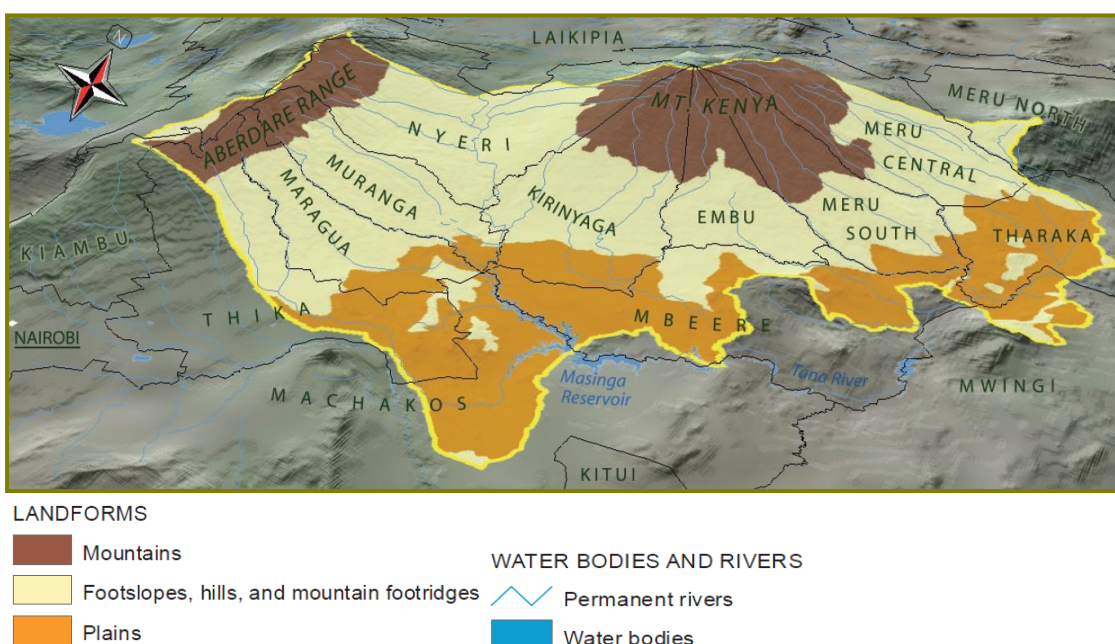 N
LAIKIPIA
ABERDARE RANGE
MT. KENYA
MERU NORTH
NYERI
MERU
CENTRAL
MURANGA
MARAGUA
KIRINYAGA
EMBU
MERU
SOUTH
THARAKA
KIAMBU
THIKA
MBEERE
NAIROBI
Masinga
Reservoir
Tana River
MWINGI
MACHAKOS
KITUI
LANDFORMS
Mountains
Footslopes, hills, and mountain footridges
Plains
WATER BODIES AND RIVERS
Permanent rivers
Water bodies